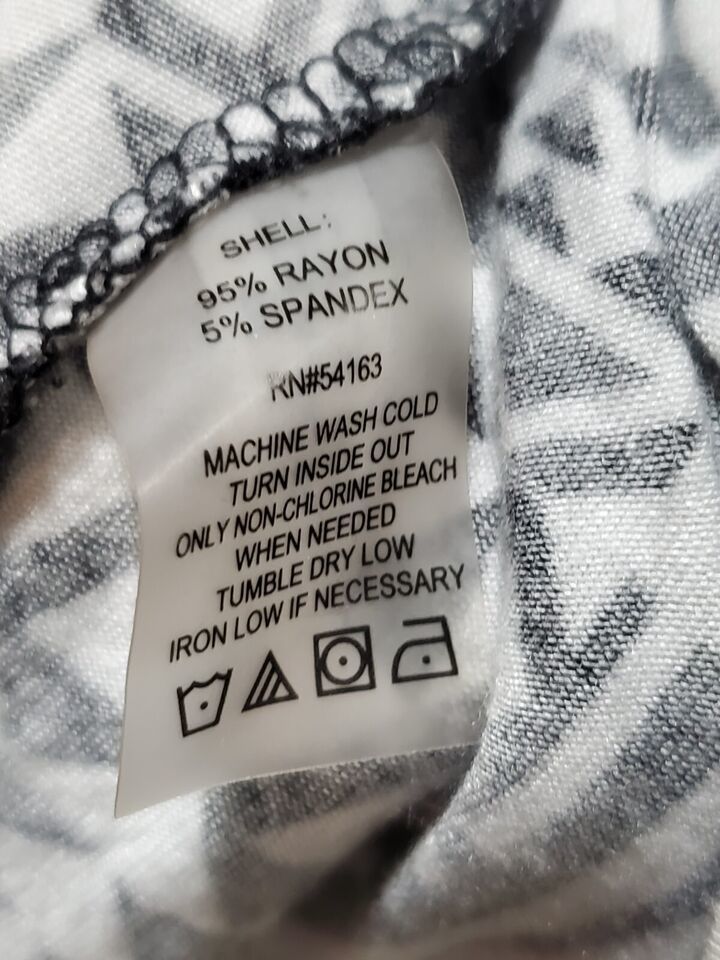 SHELL:
95% RAYON
5% SPANDEX
RN#54163
MACHINE WASH COLD
TURN INSIDE OUT
ONLY NON-CHLORINE BLEACH
WHEN NEEDED
TUMBLE DRY LOW
IRON LOW IF NECESSARY